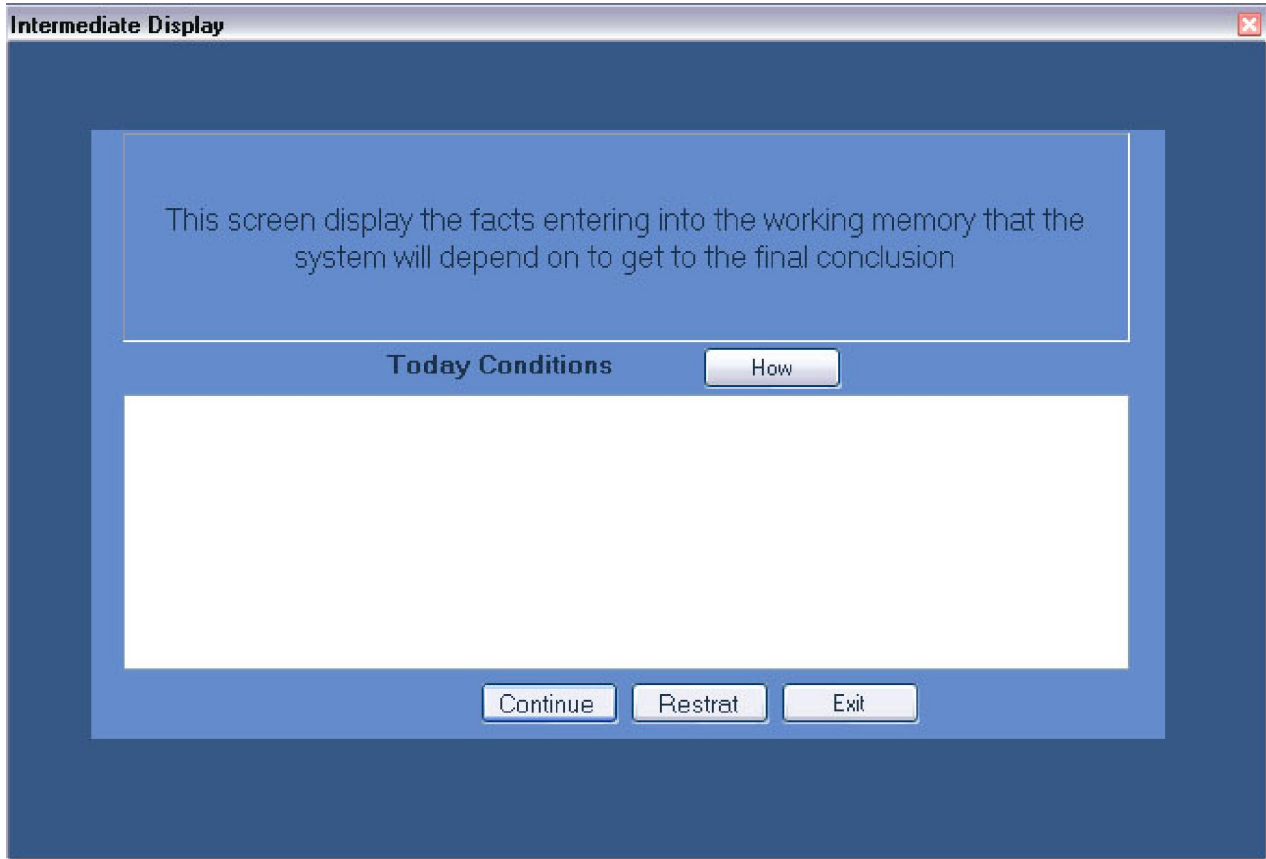 Intermediate Display
This screen display the facts entering into the working memory that the
system will depend on to get to the final conclusion
Today Conditions How
Continue Restrat Exit